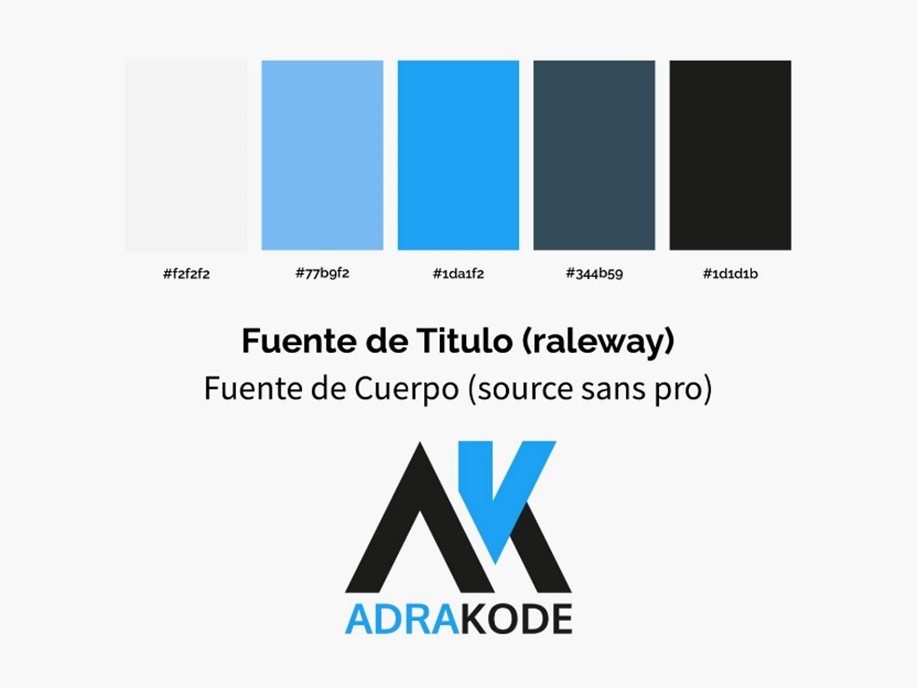 #f2f2f2 #77b9f2 #1da1f2 #344b59 #1d1d1b
Fuente de Titulo (raleway)
Fuente de Cuerpo (source sans pro)
AK
ADRAKODE